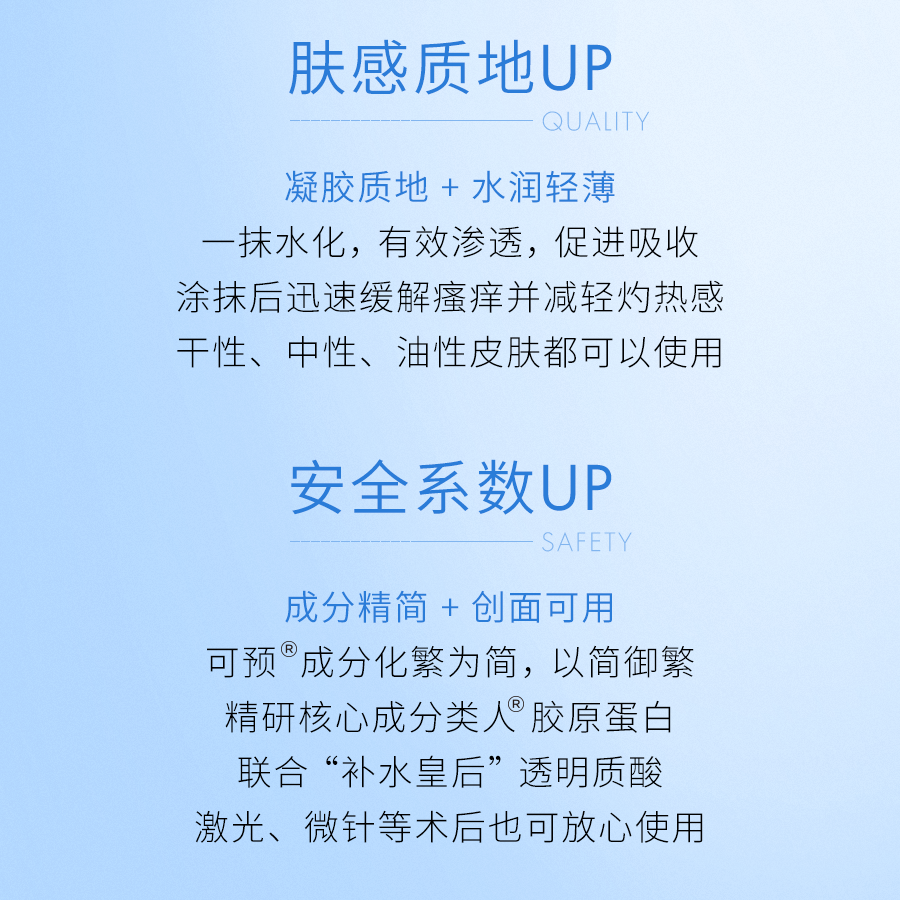 肤感质地UP
QUALITY
凝胶质地 + 水润轻薄
一抹水化，有效渗透，促进吸收
涂抹后迅速缓解瘙痒并减轻灼热感
干性、中性、油性皮肤都可以使用
安全系数UP
SAFETY
成分精简 + 创面可用
可预®成分化繁为简，以简御繁
精研核心成分类人®胶原蛋白
联合“补水皇后”透明质酸
激光、微针等术后也可放心使用